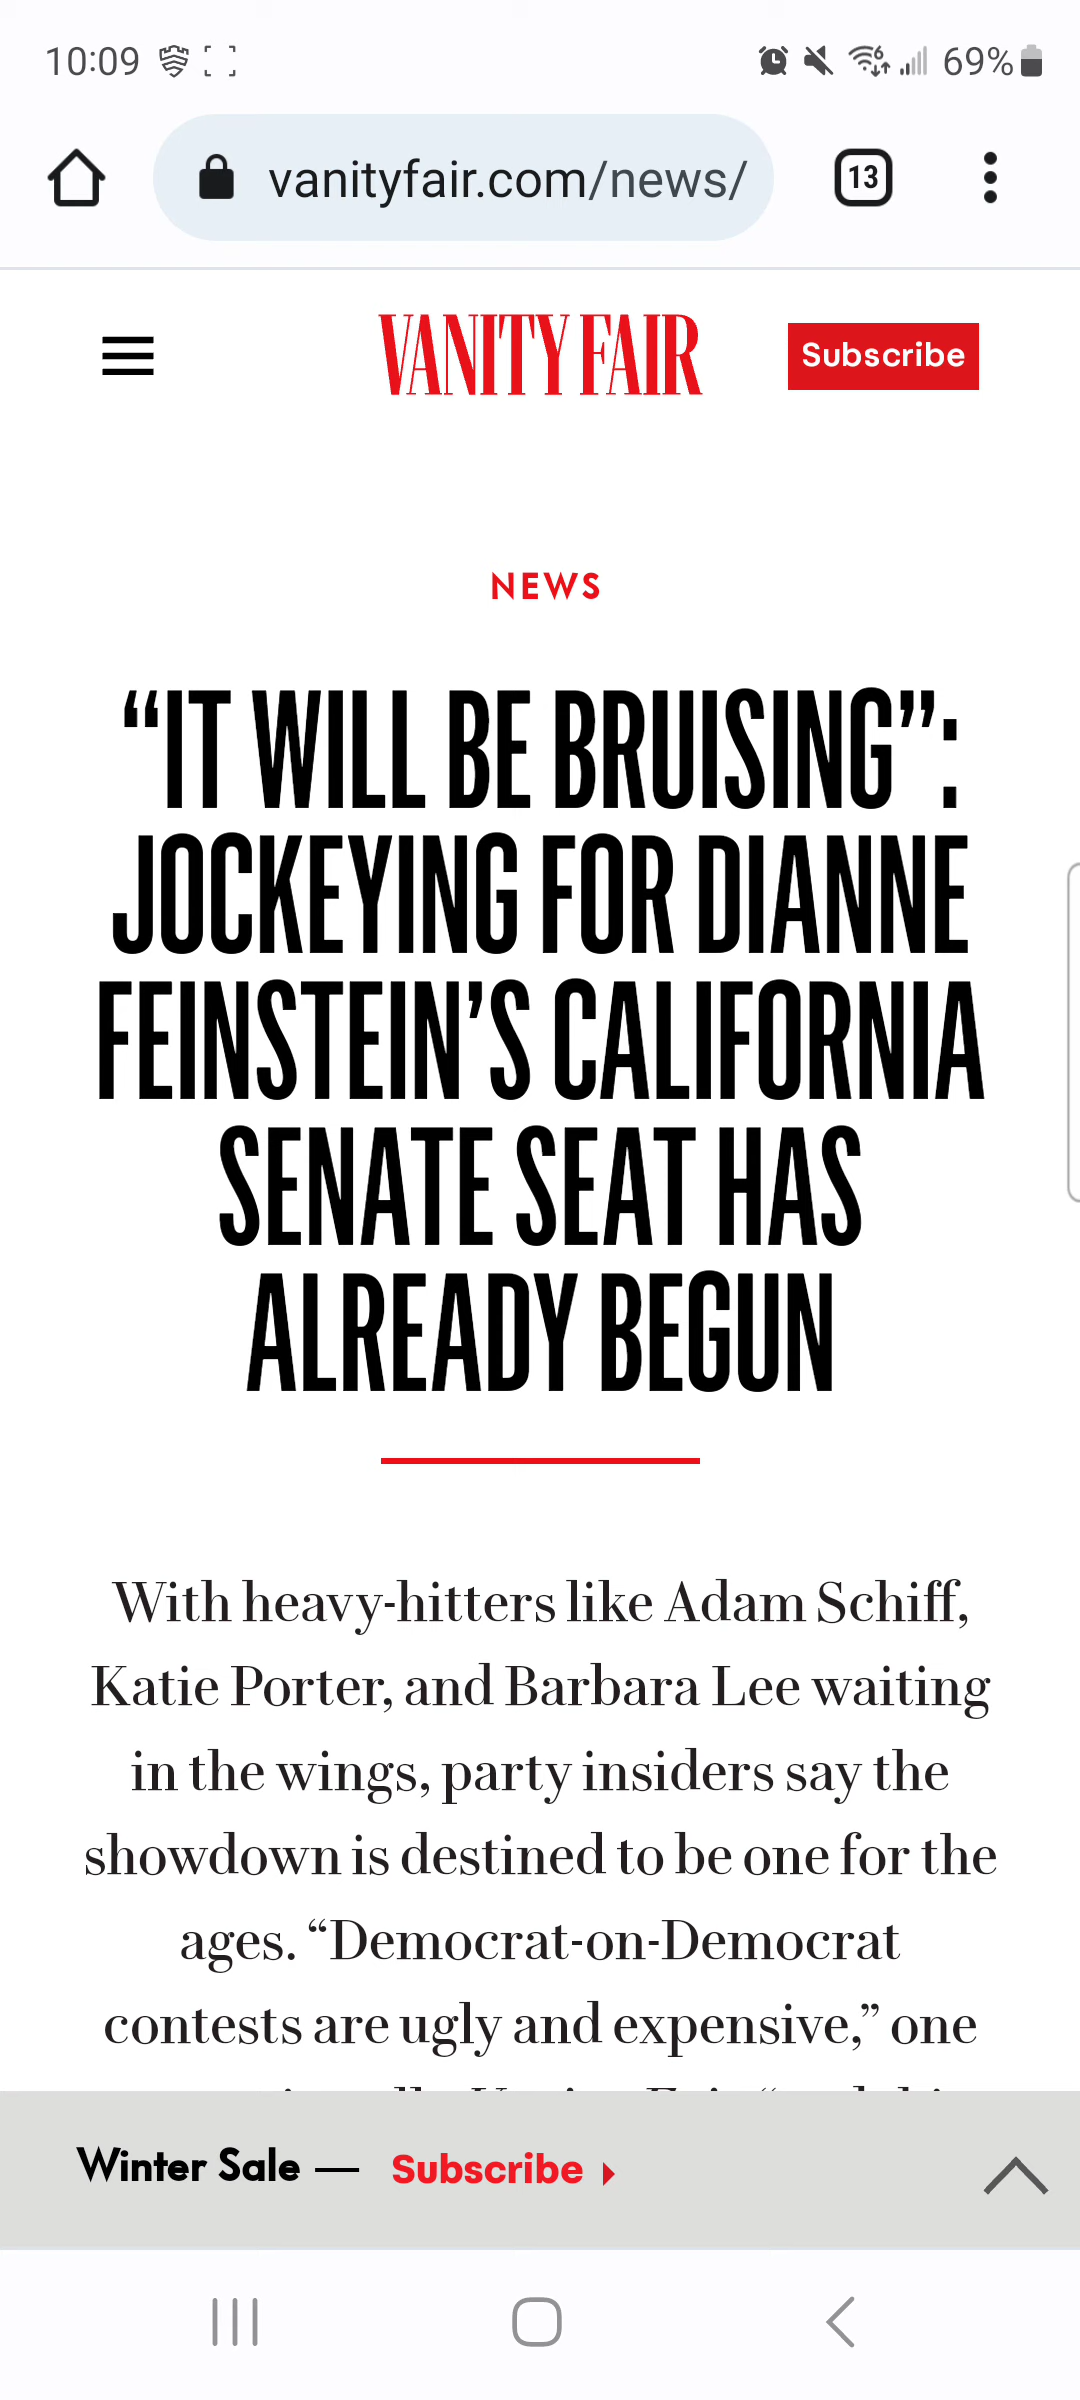 10:09
69%
vanityfair.com/news/
13
VANITY FAIR
Subscribe
NEWS
“IT WILL BE BRUISING”:
JOCKEYING FOR DIANNE
FEINSTEIN’S CALIFORNIA
SENATE SEAT HAS
ALREADY BEGUN
With heavy-hitters like Adam Schiff,
Katie Porter, and Barbara Lee waiting
in the wings, party insiders say the
showdown is destined to be one for the
ages. “Democrat-on-Democrat
contests are ugly and expensive,” one
Winter Sale — Subscribe